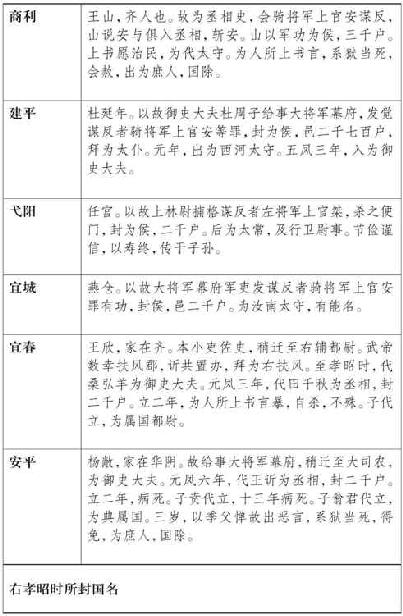 商利
王山，齐人也。故为丞相史，会骑将军上官安谋反，
山说安与俱入丞相，斩安。山以军功为侯，三千户。
上书愿治民，为代太守。为人所上书言，系狱当死，
会赦，出为庶人，国除。
建平
杜延年。以故御史大夫杜周子给事大将军幕府，发觉
谋反者骑将军上官安等罪，封为侯，邑二千七百户，
拜为太仆。元年，出为西河太守。五凤三年，入为御
史大夫。
弋阳
任宫。以故上林尉捕格谋反者左将军上官桀，杀之便
门，封为侯，二千户。后为太常，及行卫尉事。节俭谨
信，以寿终，传于子孙。
宜城
燕仓。以故大将军幕府军吏发谋反者骑将军上官安
罪有功，封侯，邑二千户。为汝南太守，有能名。
宜春
王䜣，家在齐。本小吏佐史，稍迁至右辅都尉。武帝
数幸扶风郡，䜣共置办，拜为右扶风。至孝昭时，代
桑弘羊为御史大夫。元凤三年，代田千秋为丞相，封
二千户。立二年，为人所上书言暴，自杀，不殊。子代
立，为属国都尉。
安平
杨敞，家在华阴。故给事大将军幕府，稍迁至大司农，
为御史大夫。元凤六年，代王䜣为丞相，封二千户。
立二年，病死。子贲代立，十三年病死。子翁君代立，
为典属国。三岁，以季父恽故出恶言，系狱当死，得
免，为庶人，国除。
右孝昭时所封国名